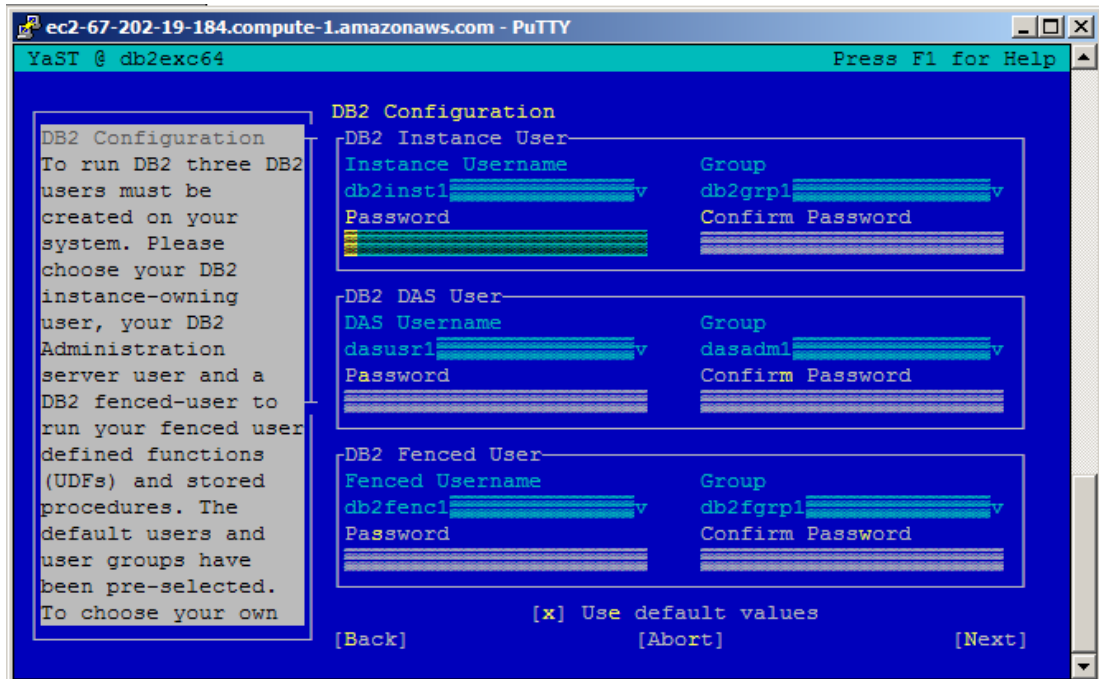 ec2-67-202-19-184.compute-1.amazonaws.com - PuTTY
YaST @ db2exc64 Press F1 for Help
DB2 Configuration
To run DB2 three DB2
users must be
created on your
system. Please
choose your DB2
instance-owning
user, your DB2
Administration
server user and a
DB2 fenced-user to
run your fenced user
defined functions
(UDFs) and stored
procedures. The
default users and
user groups have
been pre-selected.
To choose your own
DB2 Configuration
DB2 Instance User
Instance Username Group
db2inst1 v db2grp1 v
Password Confirm Password
DB2 DAS User
DAS Username Group
dasusr1 v dasadm1 v
Password Confirm Password
DB2 Fenced User
Fenced Username Group
db2fenc1 v db2fgrp1 v
Password Confirm Password
[x] Use default values
[Back] [Abort] [Next]